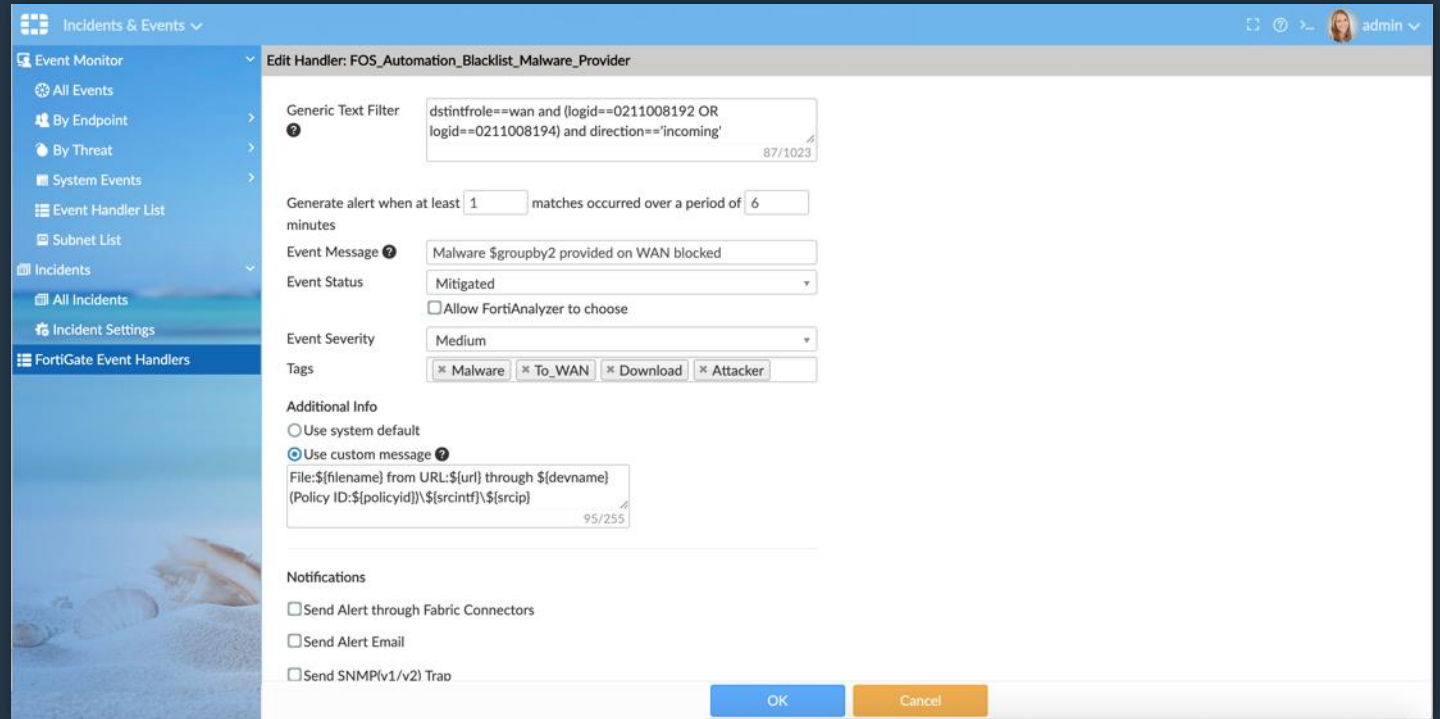 Incidents & Events
admin
Event Monitor
All Events
By Endpoint
By Threat
System Events
Event Handler List
Subnet List
Incidents
All Incidents
Incident Settings
FortiGate Event Handlers
Edit Handler: FOS_Automation_Blacklist_Malware_Provider
Generic Text Filter
dstintfrole==wan and (logid==0211008192 OR
logid==0211008194) and direction=='incoming'
87/1023
Generate alert when at least 1 matches occurred over a period of 6
minutes
Event Message
Malware $groupby2 provided on WAN blocked
Event Status
Mitigated
Allow FortiAnalyzer to choose
Event Severity
Medium
Tags
× Malware × To_WAN × Download × Attacker
Additional Info
Use system default
Use custom message
File:${filename} from URL:${url} through ${devname}
(Policy ID:${policyid})\${srcintf}\${srcip}
95/255
Notifications
Send Alert through Fabric Connectors
Send Alert Email
Send SNMP(v1/v2) Trap
OK
Cancel